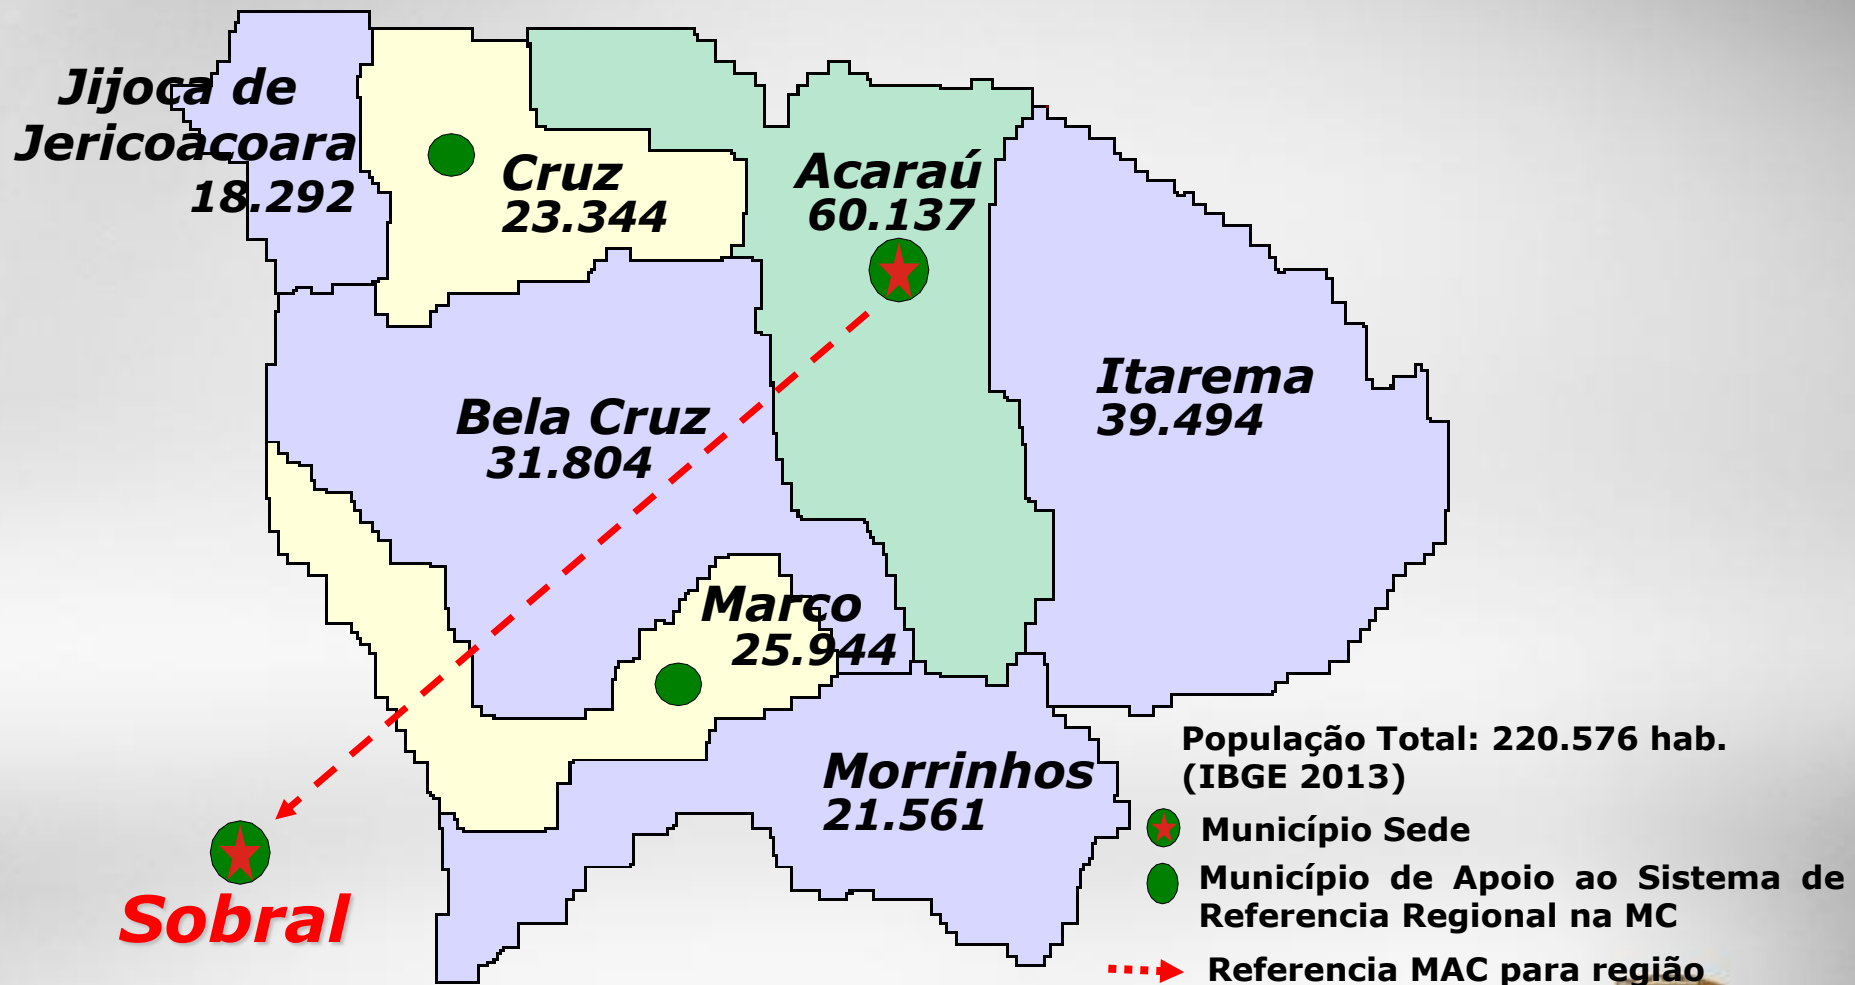 Jijoca de
Jericoacoara
18.292
Cruz
23.344
Acaraú
60.137
Itarema
39.494
Bela Cruz
31.804
Marco
25.944
Morrinhos
21.561
Sobral
População Total: 220.576 hab.
(IBGE 2013)
Município Sede
Município de Apoio ao Sistema de
Referencia Regional na MC
Referencia MAC para região